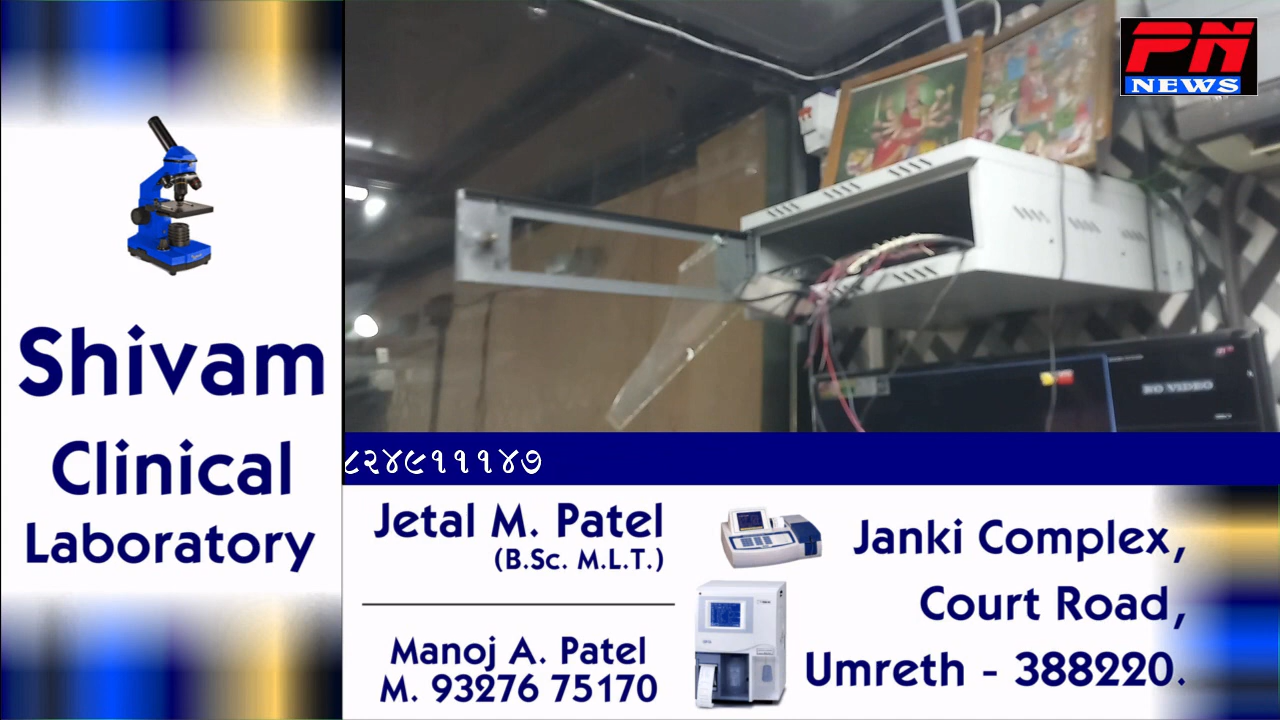 PN
NEWS
Shivam
Clinical
Laboratory
RO VIDEO
૮૨૪૯૧૧૧૪૭
Jetal M. Patel
(B.Sc. M.L.T.)
Manoj A. Patel
M. 93276 75170
Janki Complex,
Court Road,
Umreth - 388220.